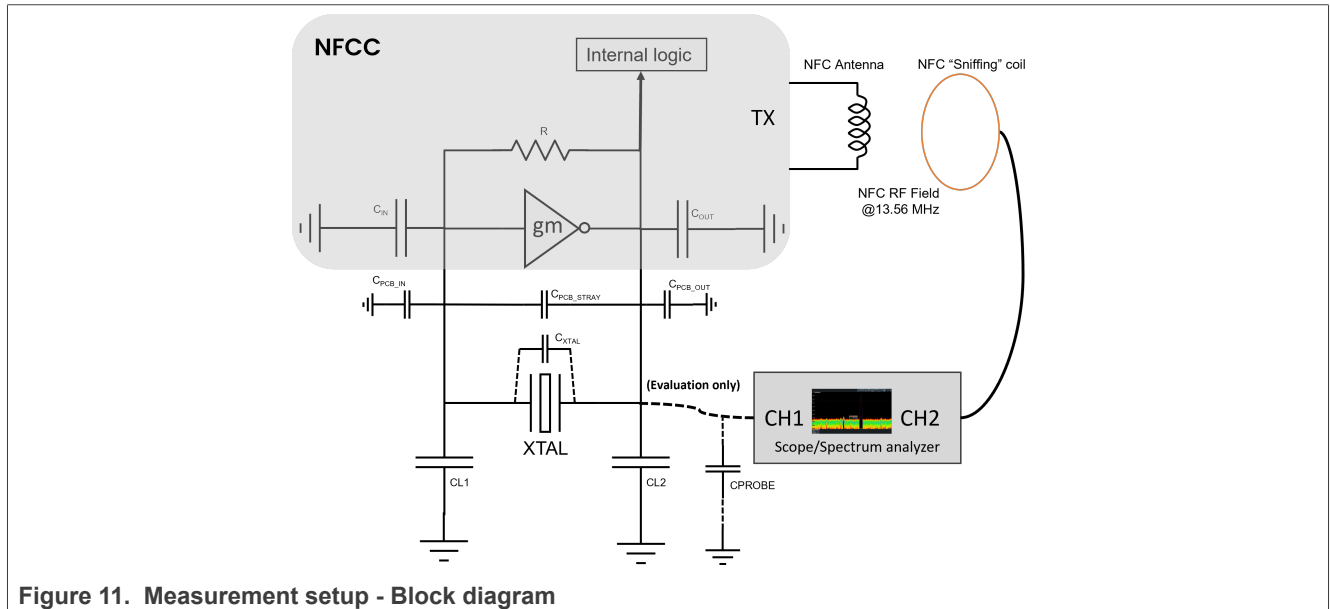 NFCC
Internal logic
NFC Antenna
NFC "Sniffing" coil
TX
R
NFC RF Field
@13.56 MHz
CIN
gm
COUT
CPCB_IN
CPCB_STRAY
CPCB_OUT
CXTAL
(Evaluation only)
CH1
CH2
XTAL
Scope/Spectrum analyzer
CL1
CL2
CPROBE
Figure 11. Measurement setup - Block diagram